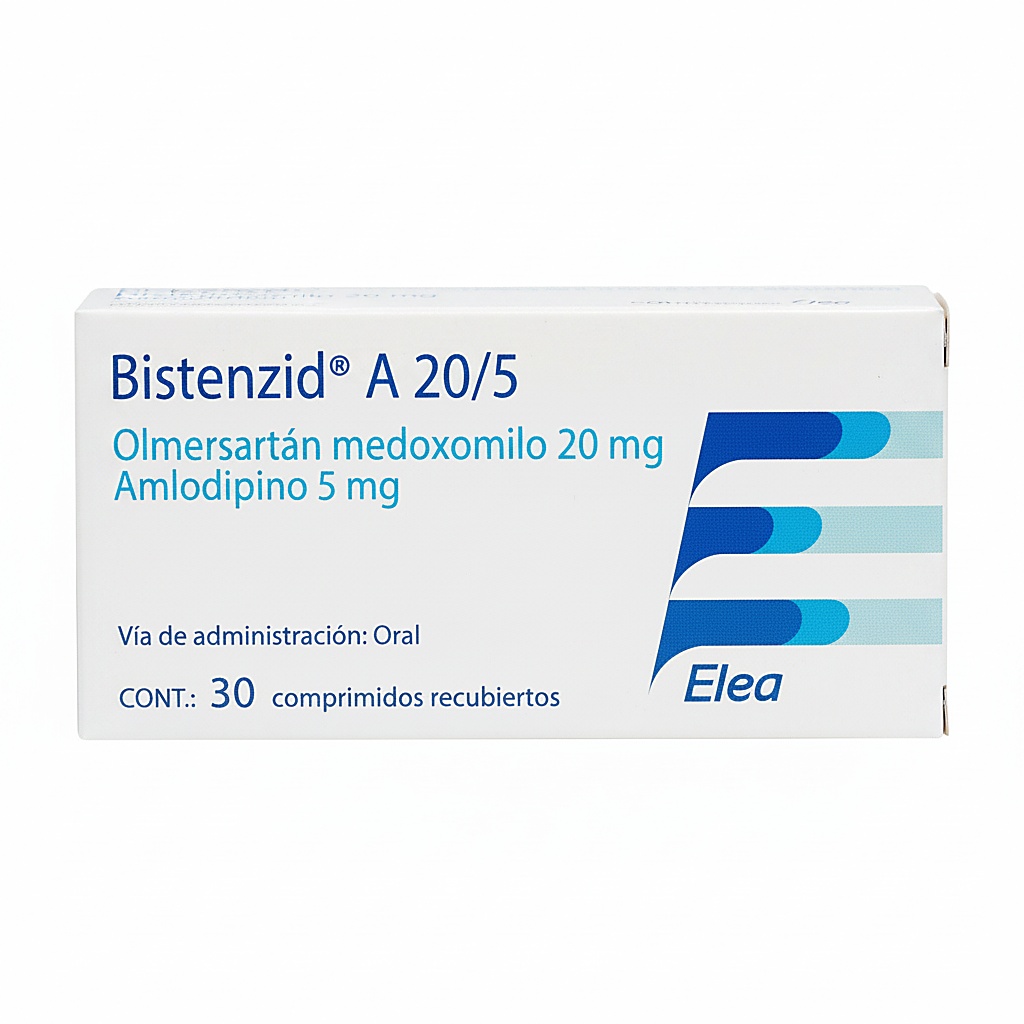 Bistenzid® A 20/5
Olmersartán medoxomilo 20 mg
Amlodipino 5 mg
Vía de administración: Oral
CONT.: 30 comprimidos recubiertos
Elea